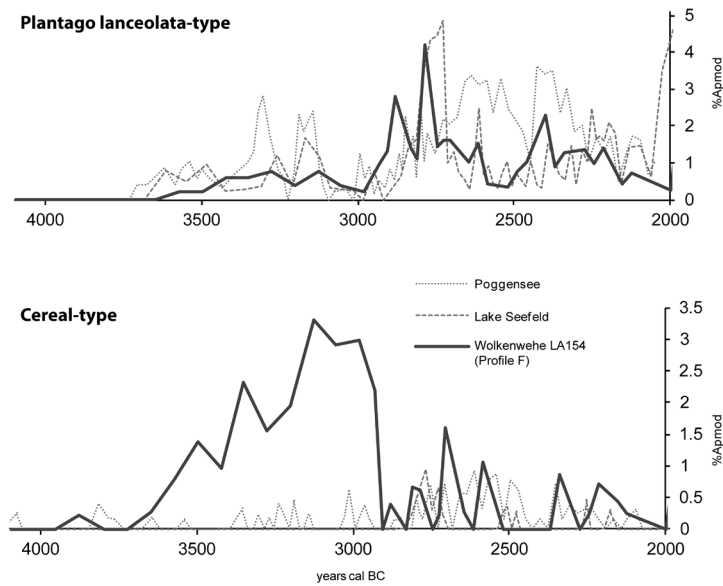 Plantago lanceolata-type
5
4
3
2
1
0
%Apmod
4000 3500 3000 2500 2000
Cereal-type
Poggensee
Lake Seefeld
Wolkenwehe LA154
(Profile F)
3.5
3
2.5
2
1.5
1
0.5
0
%Apmod
4000 3500 3000 2500 2000
years cal BC